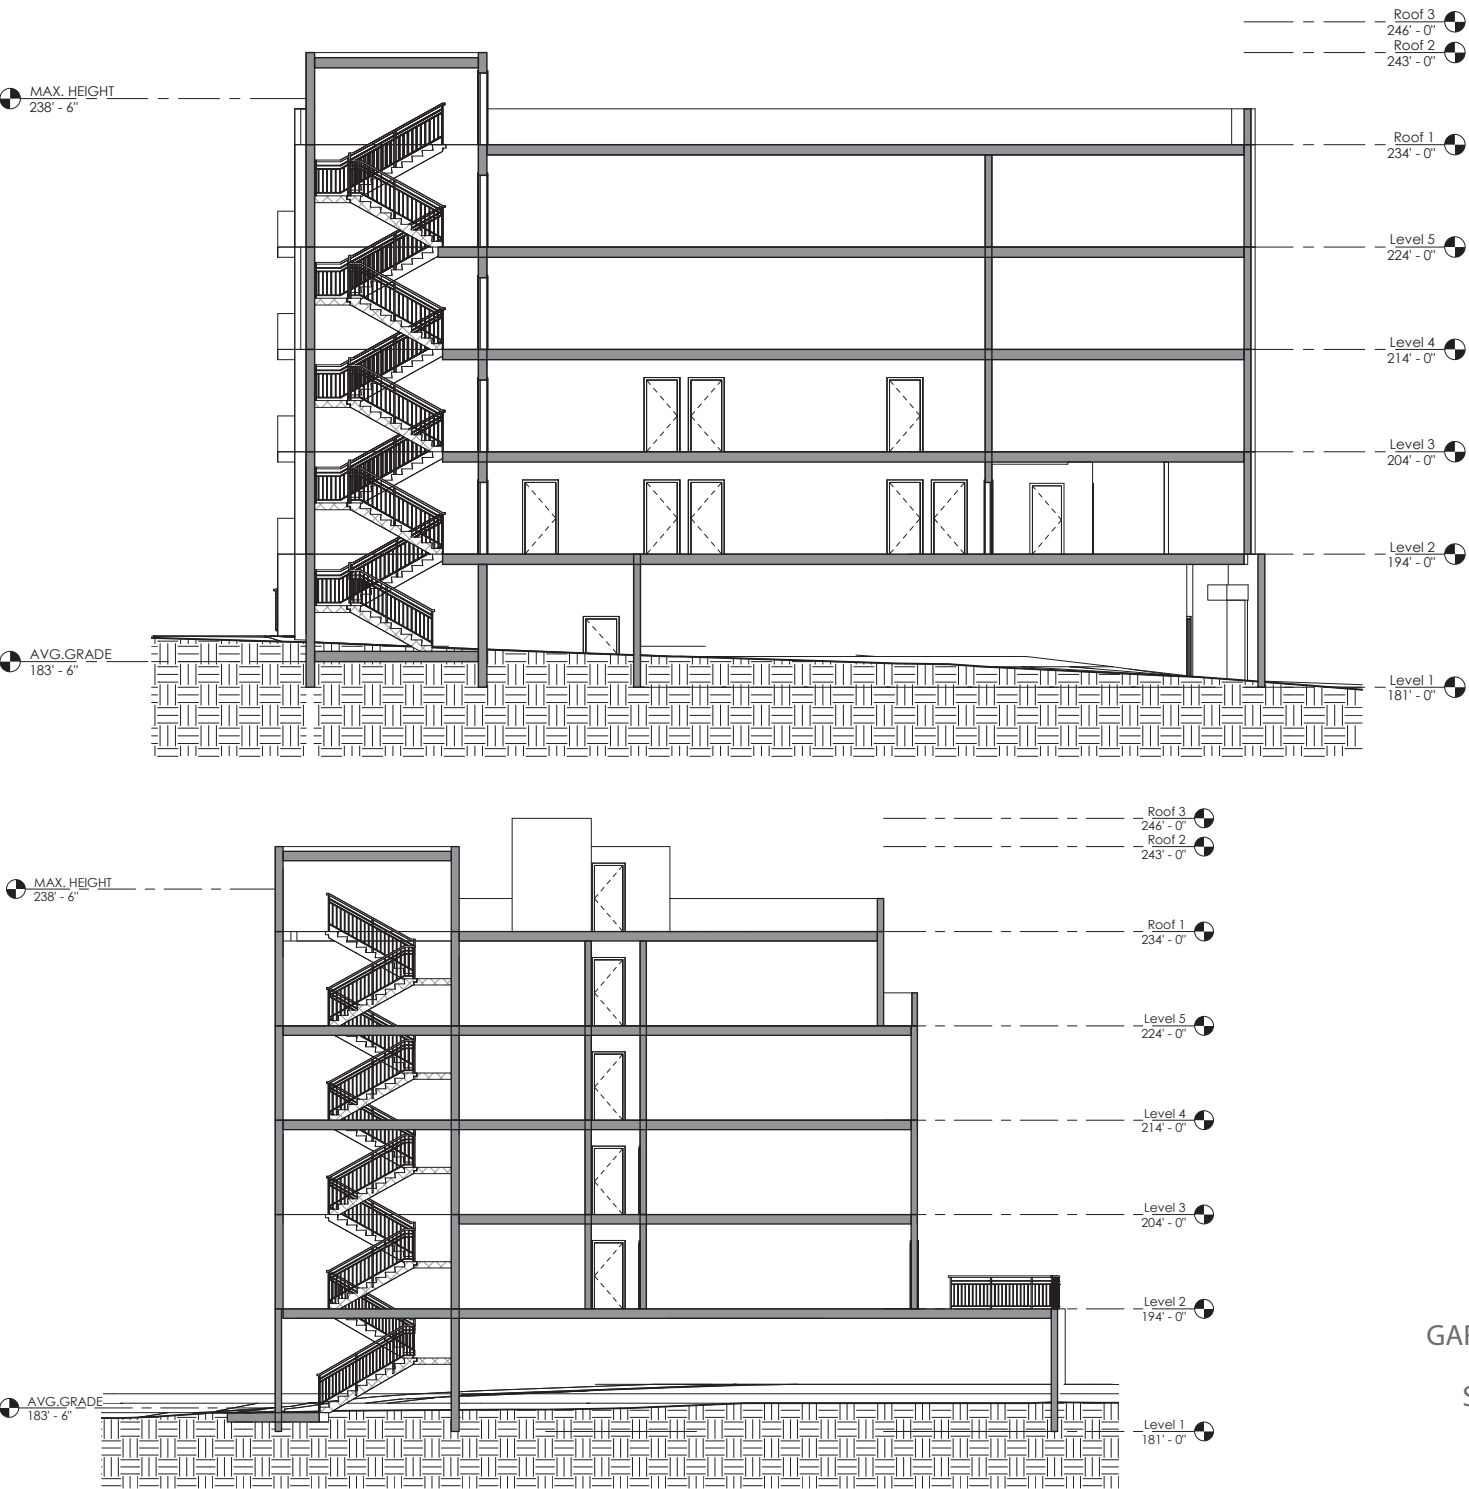 Roof 3
246' - 0"
Roof 2
243' - 0"
MAX. HEIGHT
238' - 6"
Roof 1
234' - 0"
Level 5
224' - 0"
Level 4
214' - 0"
Level 3
204' - 0"
Level 2
194' - 0"
AVG.GRADE
183' - 6"
Level 1
181' - 0"
Roof 3
246' - 0"
Roof 2
243' - 0"
MAX. HEIGHT
238' - 6"
Roof 1
234' - 0"
Level 5
224' - 0"
Level 4
214' - 0"
Level 3
204' - 0"
Level 2
194' - 0"
AVG.GRADE
183' - 6"
Level 1
181' - 0"